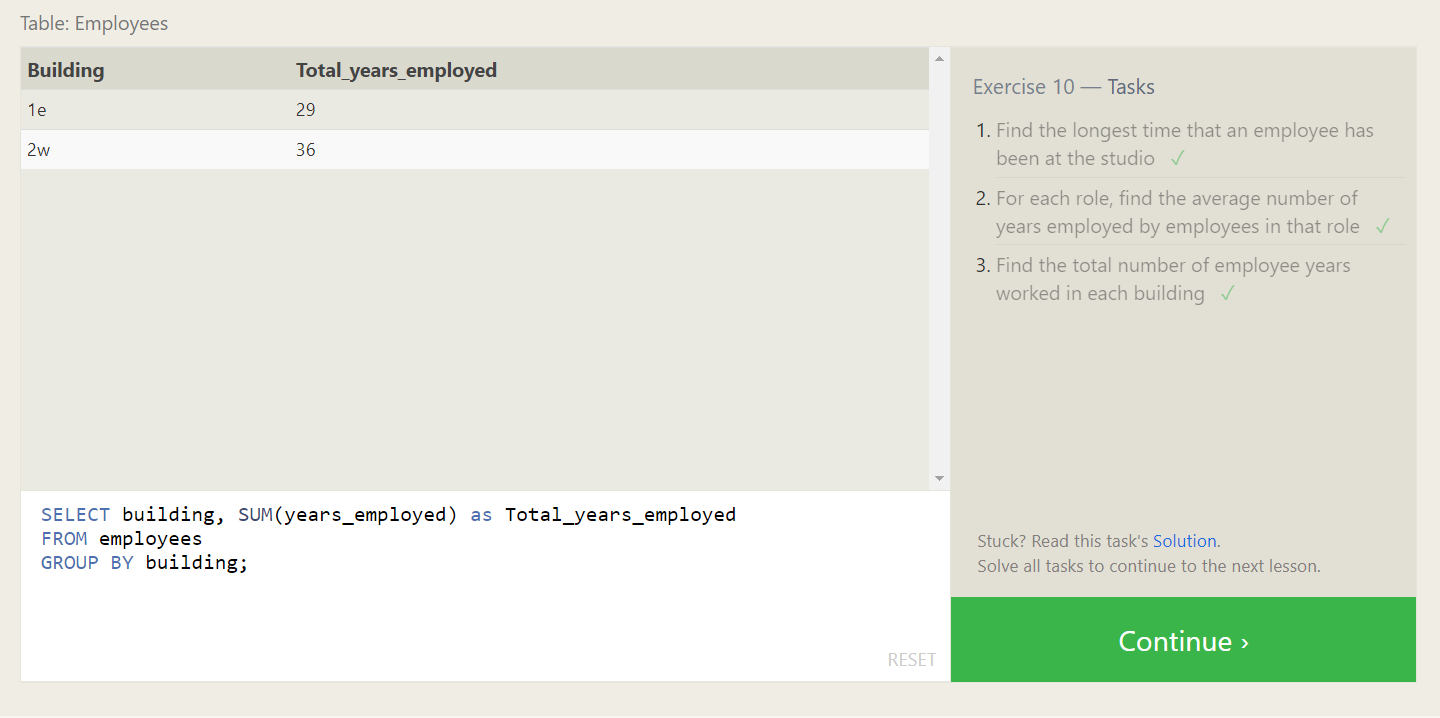 Table: Employees
Building Total_years_employed
1e 29
2w 36
SELECT building, SUM(years_employed) as Total_years_employed
FROM employees
GROUP BY building;
RESET
Exercise 10 — Tasks
1. Find the longest time that an employee has
been at the studio ✓
2. For each role, find the average number of
years employed by employees in that role ✓
3. Find the total number of employee years
worked in each building ✓
Stuck? Read this task's Solution.
Solve all tasks to continue to the next lesson.
Continue ›